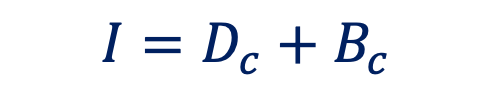 I = D_c + B_c